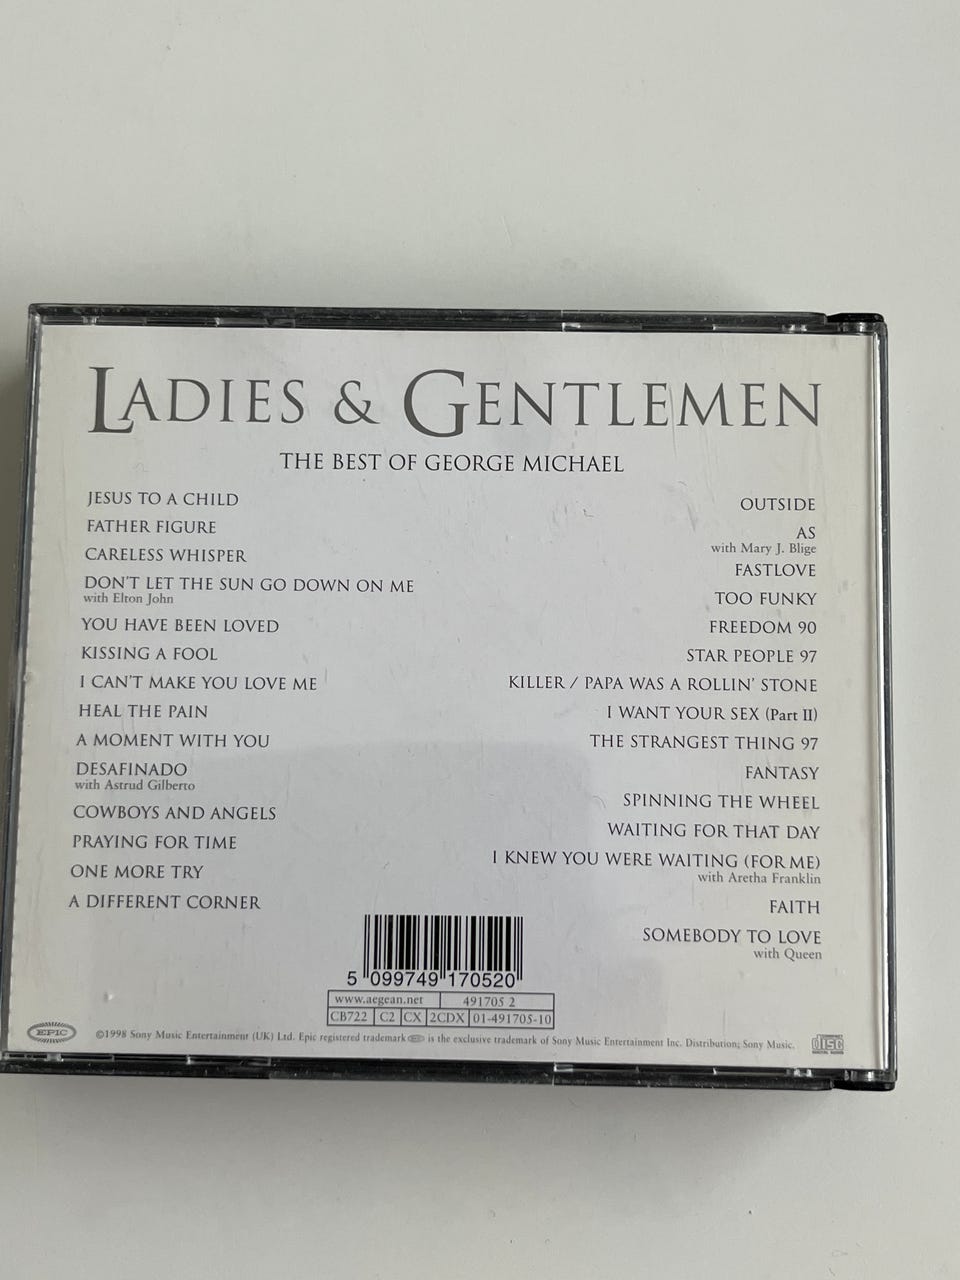 LADIES & GENTLEMEN
THE BEST OF GEORGE MICHAEL
JESUS TO A CHILD
FATHER FIGURE
CARELESS WHISPER
DON'T LET THE SUN GO DOWN ON ME
with Elton John
YOU HAVE BEEN LOVED
KISSING A FOOL
I CAN'T MAKE YOU LOVE ME
HEAL THE PAIN
A MOMENT WITH YOU
DESAFINADO
with Astrud Gilberto
COWBOYS AND ANGELS
PRAYING FOR TIME
ONE MORE TRY
A DIFFERENT CORNER
OUTSIDE
AS
with Mary J. Blige
FASTLOVE
TOO FUNKY
FREEDOM 90
STAR PEOPLE 97
KILLER / PAPA WAS A ROLLIN' STONE
I WANT YOUR SEX (Part II)
THE STRANGEST THING 97
FANTASY
SPINNING THE WHEEL
WAITING FOR THAT DAY
I KNEW YOU WERE WAITING (FOR ME)
with Aretha Franklin
FAITH
SOMEBODY TO LOVE
with Queen
5 099749 170520
www.aegean.net 491705 2
CB722 C2 CX 2CDX 01-491705-10
EPIC
©1998 Sony Music Entertainment (UK) Ltd. Epic registered trademark EPIC is the exclusive trademark of Sony Music Entertainment Inc. Distribution; Sony Music.
disc
DIGITAL AUDIO